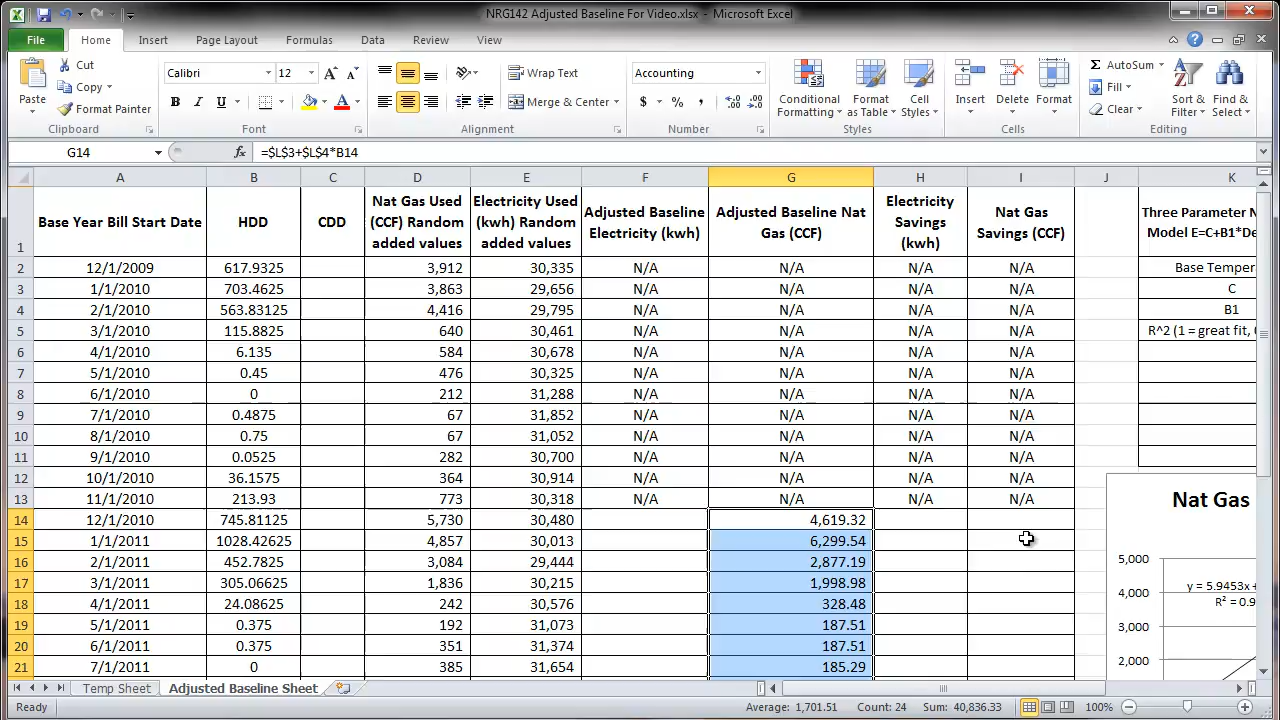 NRG142 Adjusted Baseline For Video.xlsx - Microsoft Excel
File Home Insert Page Layout Formulas Data Review View
Paste
Cut
Copy
Format Painter
Clipboard
Calibri 12 A A
B I U A
Font
Wrap Text
Merge & Center
Alignment
Accounting
$ % , .0 .00 .00 .0
Number
Conditional Formatting
Format as Table
Cell Styles
Styles
Insert Delete Format
Cells
Σ AutoSum
Fill
Clear
Sort & Filter
Find & Select
Editing
G14 fx =$L$3+$L$4*B14
A B C D E F G H I J K
1 Base Year Bill Start Date HDD CDD Nat Gas Used (CCF) Random added values Electricity Used (kwh) Random added values Adjusted Baseline Electricity (kwh) Adjusted Baseline Nat Gas (CCF) Electricity Savings (kwh) Nat Gas Savings (CCF) Three Parameter Model E=C+B1*De
2 12/1/2009 617.9325 3,912 30,335 N/A N/A N/A N/A Base Temper
3 1/1/2010 703.4625 3,863 29,656 N/A N/A N/A N/A C
4 2/1/2010 563.83125 4,416 29,795 N/A N/A N/A N/A B1
5 3/1/2010 115.8825 640 30,461 N/A N/A N/A N/A R^2 (1 = great fit,
6 4/1/2010 6.135 584 30,678 N/A N/A N/A N/A
7 5/1/2010 0.45 476 30,325 N/A N/A N/A N/A
8 6/1/2010 0 212 31,288 N/A N/A N/A N/A
9 7/1/2010 0.4875 67 31,852 N/A N/A N/A N/A
10 8/1/2010 0.75 67 31,052 N/A N/A N/A N/A
11 9/1/2010 0.0525 282 30,700 N/A N/A N/A N/A
12 10/1/2010 36.1575 364 30,914 N/A N/A N/A N/A
13 11/1/2010 213.93 773 30,318 N/A N/A N/A N/A
14 12/1/2010 745.81125 5,730 30,480 4,619.32
15 1/1/2011 1028.42625 4,857 30,013 6,299.54
16 2/1/2011 452.7825 3,084 29,444 2,877.19
17 3/1/2011 305.06625 1,836 30,215 1,998.98
18 4/1/2011 24.08625 242 30,576 328.48
19 5/1/2011 0.375 192 31,073 187.51
20 6/1/2011 0.375 351 31,374 187.51
21 7/1/2011 0 385 31,654 185.29
Nat Gas
5,000
4,000
3,000
2,000
y = 5.9453x +
R² = 0.9
Temp Sheet Adjusted Baseline Sheet
Ready Average: 1,701.51 Count: 24 Sum: 40,836.33 100%